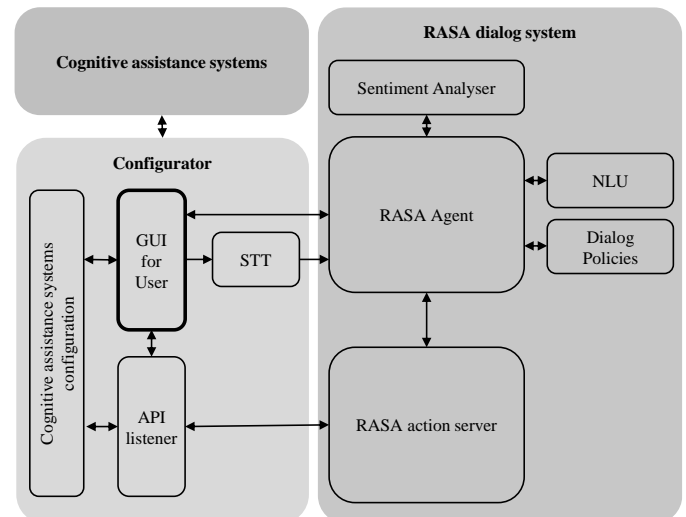 Cognitive assistance systems
RASA dialog system
Sentiment Analyser
Configurator
Cognitive assistance systems
configuration
GUI
for
User
STT
RASA Agent
NLU
Dialog
Policies
API
listener
RASA action server